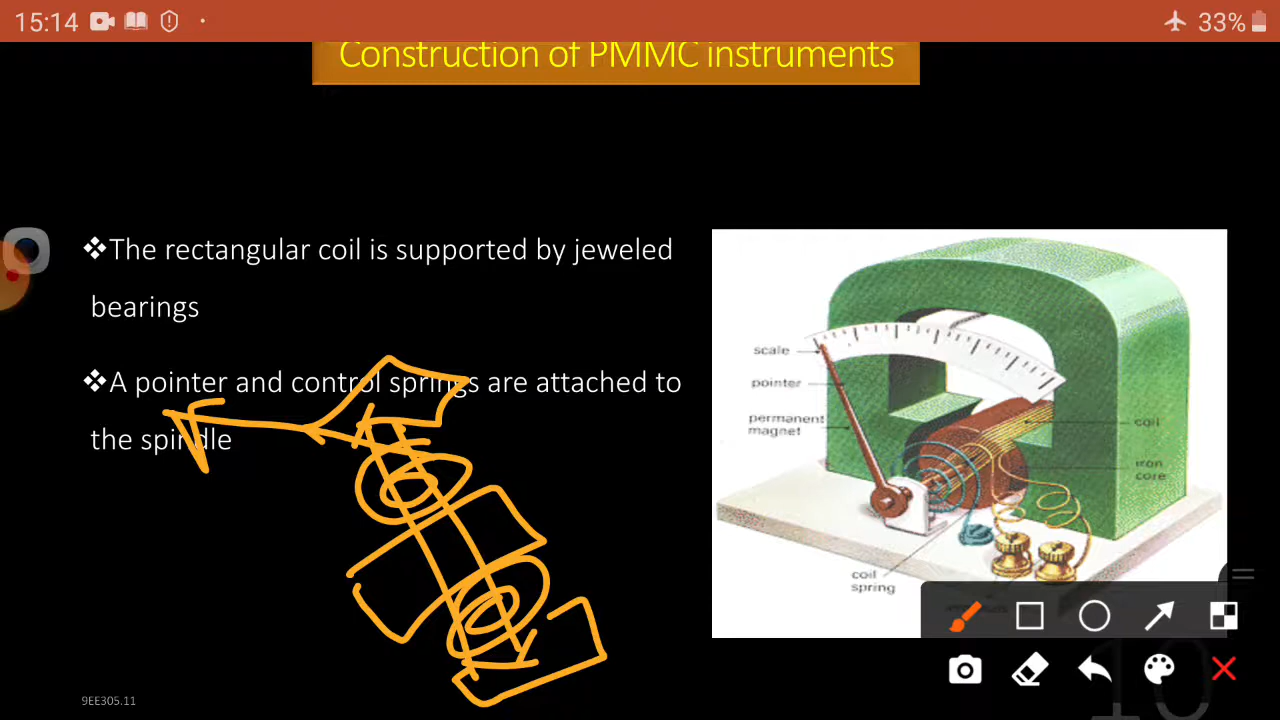 15:14
33%
Construction of PMMC instruments
❖The rectangular coil is supported by jeweled
bearings
❖A pointer and control springs are attached to
the spindle
scale
pointer
permanent
magnet
coil
iron
core
coil
spring
9EE305.11
10